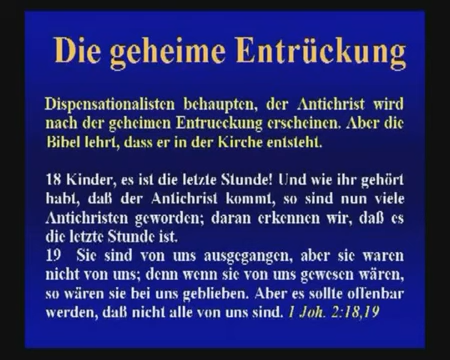 Die geheime Entrückung
Dispensationalisten behaupten, der Antichrist wird
nach der geheimen Entrueckung erscheinen. Aber die
Bibel lehrt, dass er in der Kirche entsteht.
18 Kinder, es ist die letzte Stunde! Und wie ihr gehört
habt, daß der Antichrist kommt, so sind nun viele
Antichristen geworden; daran erkennen wir, daß es
die letzte Stunde ist.
19 Sie sind von uns ausgegangen, aber sie waren
nicht von uns; denn wenn sie von uns gewesen wären,
so wären sie bei uns geblieben. Aber es sollte offenbar
werden, daß nicht alle von uns sind. 1 Joh. 2:18,19